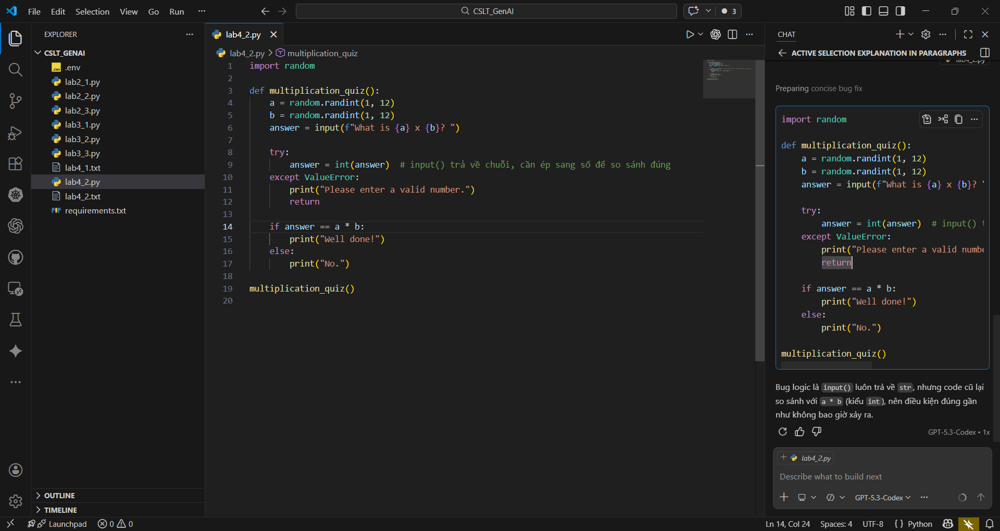 File Edit Selection View Go Run
CSLT_GenAI
3
EXPLORER
CSLT_GENAI
.env
lab2_1.py
lab2_2.py
lab2_3.py
lab3_1.py
lab3_2.py
lab3_3.py
lab4_1.txt
lab4_2.py
lab4_2.txt
requirements.txt
OUTLINE
TIMELINE
lab4_2.py
lab4_2.py > multiplication_quiz
1 import random
2
3 def multiplication_quiz():
4     a = random.randint(1, 12)
5     b = random.randint(1, 12)
6     answer = input(f"What is {a} x {b}? ")
7
8     try:
9         answer = int(answer)  # input() trả về chuỗi, cần ép sang số để so sánh đúng
10     except ValueError:
11         print("Please enter a valid number.")
12         return
13
14     if answer == a * b:
15         print("Well done!")
16     else:
17         print("No.")
18
19 multiplication_quiz()
20
CHAT
ACTIVE SELECTION EXPLANATION IN PARAGRAPHS
lab4_2.py
Preparing concise bug fix
import random
def multiplication_quiz():
    a = random.randint(1, 12)
    b = random.randint(1, 12)
    answer = input(f"What is {a} x {b}? "
    try:
        answer = int(answer)  # input()
    except ValueError:
        print("Please enter a valid numbe
        return
    if answer == a * b:
        print("Well done!")
    else:
        print("No.")
multiplication_quiz()
Bug logic là input() luôn trả về str, nhưng code cũ lại
so sánh với a * b (kiểu int), nên điều kiện đúng gần
như không bao giờ xảy ra.
GPT-5.3-Codex • 1x
lab4_2.py
Describe what to build next
GPT-5.3-Codex
Launchpad 0 0
Ln 14, Col 24 Spaces: 4 UTF-8 {} Python